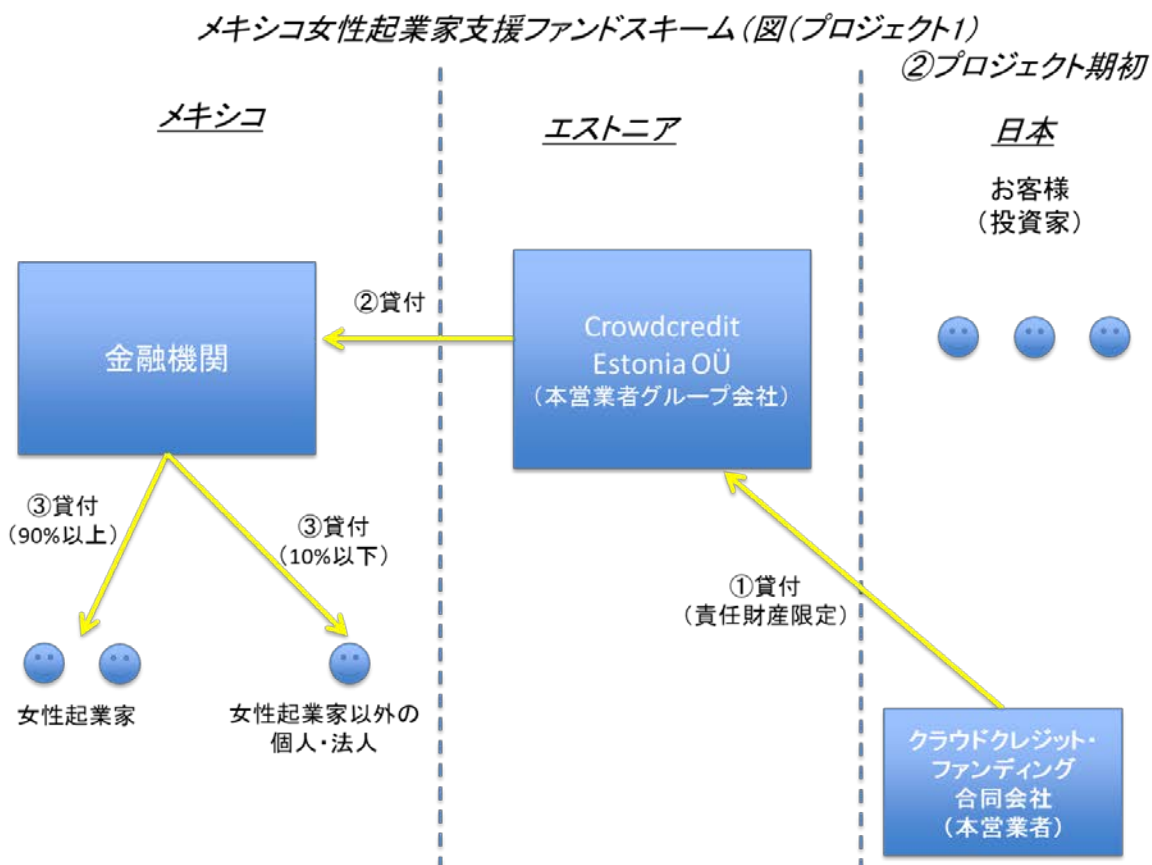 メキシコ女性起業家支援ファンドスキーム(図(プロジェクト1)
②プロジェクト期初
メキシコ
エストニア
日本
お客様
(投資家)
金融機関
②貸付
Crowdcredit
Estonia OÜ
(本営業者グループ会社)
③貸付
(90%以上)
③貸付
(10%以下)
①貸付
(責任財産限定)
女性起業家
女性起業家以外の
個人・法人
クラウドクレジット・
ファンディング
合同会社
(本営業者)